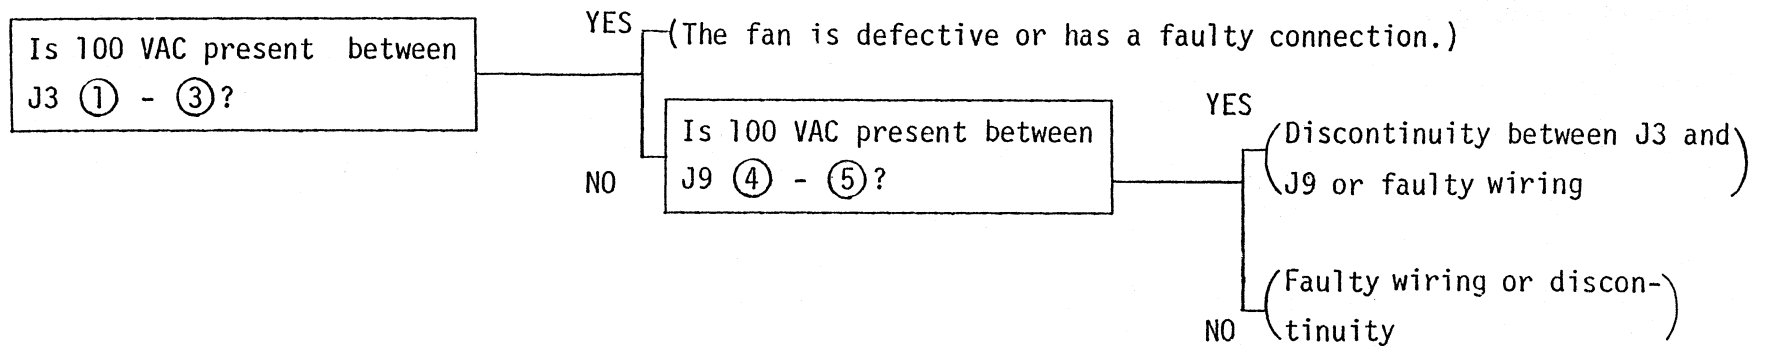 Is 100 VAC present between
J3 ① - ③?
YES
(The fan is defective or has a faulty connection.)
NO
Is 100 VAC present between
J9 ④ - ⑤?
YES
(Discontinuity between J3 and
J9 or faulty wiring)
NO
(Faulty wiring or discon-
tinuity)